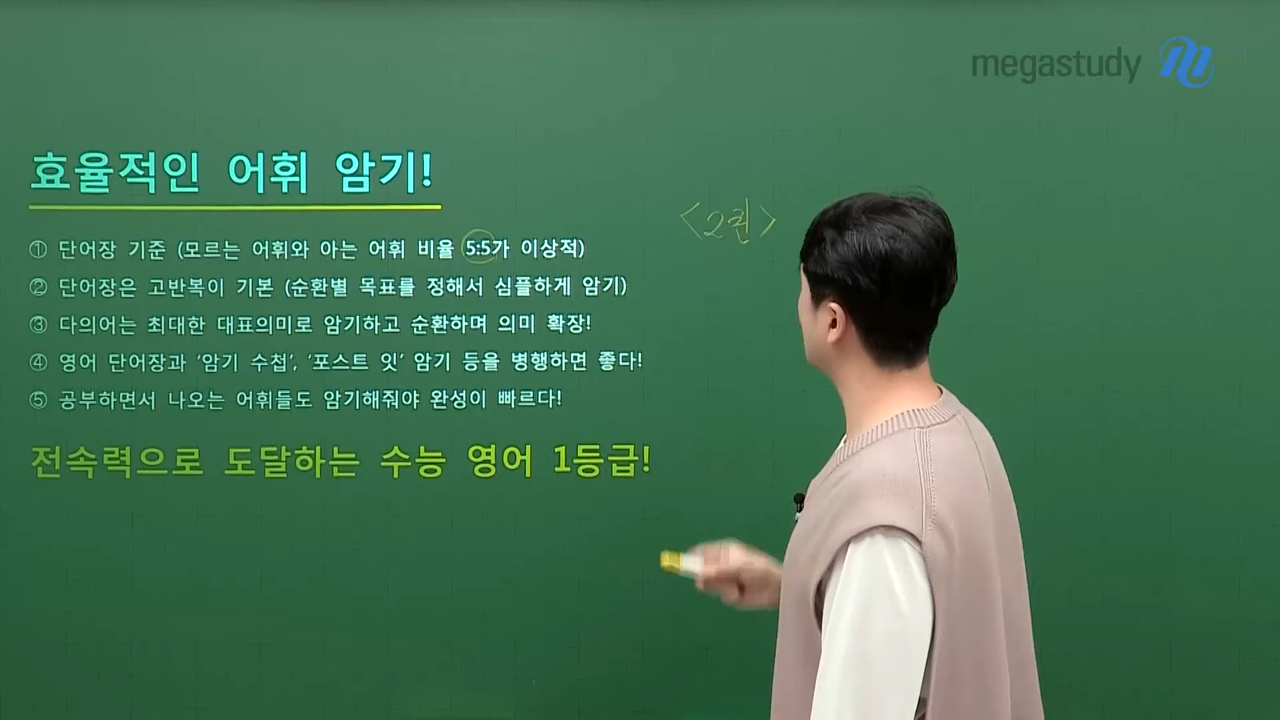 megastudy
효율적인 어휘 암기!
① 단어장 기준 (모르는 어휘와 아는 어휘 비율 5:5가 이상적)
② 단어장은 고반복이 기본 (순환별 목표를 정해서 심플하게 암기)
③ 다의어는 최대한 대표의미로 암기하고 순환하며 의미 확장!
④ 영어 단어장과 ‘암기 수첩’, ‘포스트 잇’ 암기 등을 병행하면 좋다!
⑤ 공부하면서 나오는 어휘들도 암기해줘야 완성이 빠르다!
전속력으로 도달하는 수능 영어 1등급!
<2권>